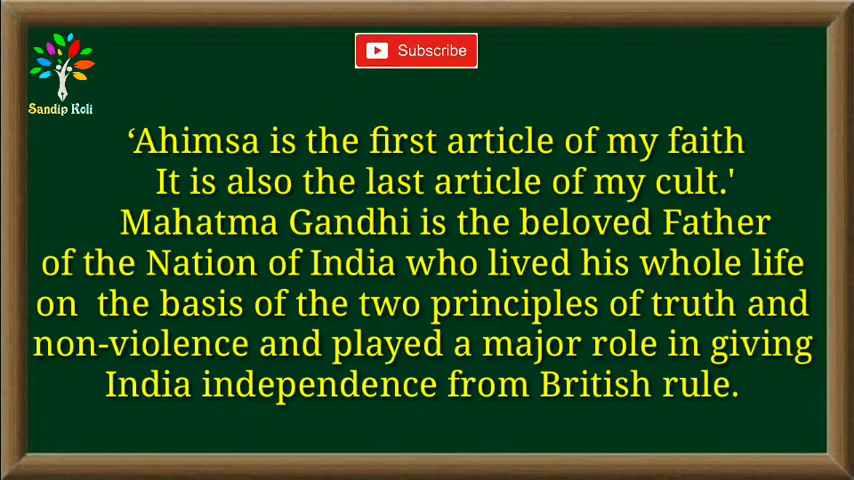 Subscribe
Sandip Koli
‘Ahimsa is the first article of my faith
It is also the last article of my cult.'
Mahatma Gandhi is the beloved Father
of the Nation of India who lived his whole life
on the basis of the two principles of truth and
non-violence and played a major role in giving
India independence from British rule.